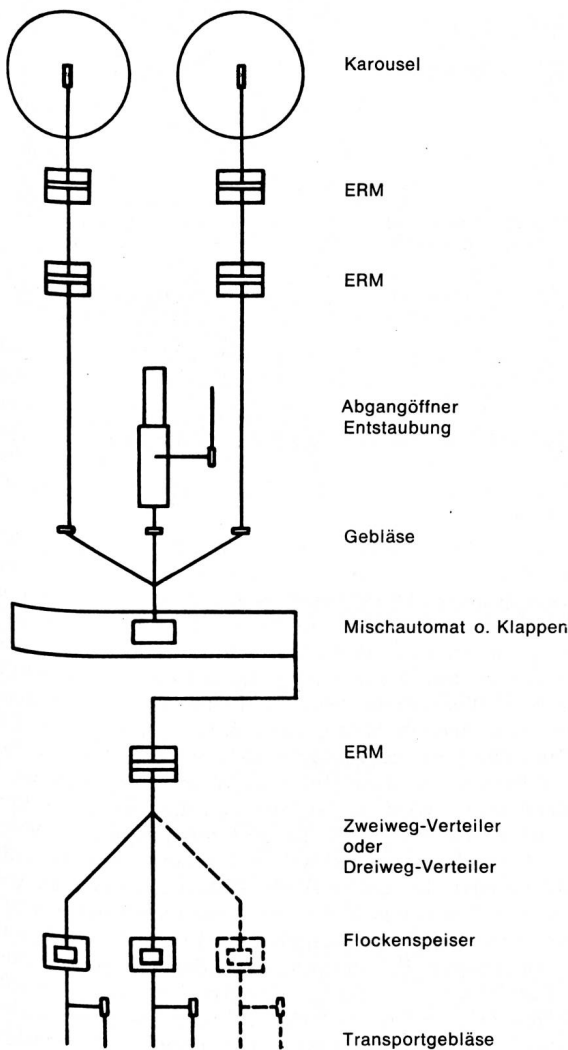 Karousel
ERM
ERM
Abgangöffner
Entstaubung
Gebläse
Mischautomat o. Klappen
ERM
Zweiweg-Verteiler
oder
Dreiweg-Verteiler
Flockenspeiser
Transportgebläse